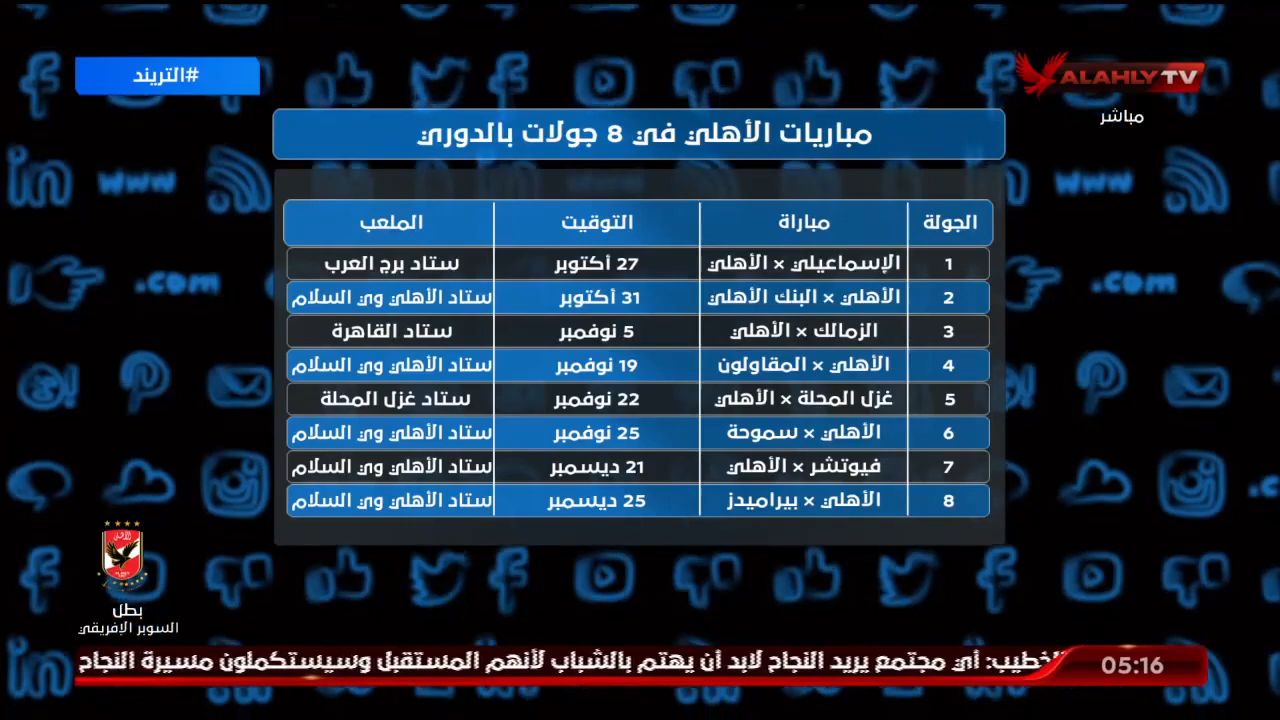 #التريند
ALAHLY TV
مباشر
مباريات الأهلي في 8 جولات بالدوري
الجولة مباراة التوقيت الملعب
1 الإسماعيلي × الأهلي 27 أكتوبر ستاد برج العرب
2 الأهلي × البنك الأهلي 31 أكتوبر ستاد الأهلي وي السلام
3 الزمالك × الأهلي 5 نوفمبر ستاد القاهرة
4 الأهلي × المقاولون 19 نوفمبر ستاد الأهلي وي السلام
5 غزل المحلة × الأهلي 22 نوفمبر ستاد غزل المحلة
6 الأهلي × سموحة 25 نوفمبر ستاد الأهلي وي السلام
7 فيوتشر × الأهلي 21 ديسمبر ستاد الأهلي وي السلام
8 الأهلي × بيراميدز 25 ديسمبر ستاد الأهلي وي السلام
www
www
.com
.com
بطل
السوبر الإفريقي
الخطيب: أي مجتمع يريد النجاح لابد أن يهتم بالشباب لأنهم المستقبل وسيستكملون مسيرة النجاح
05:16